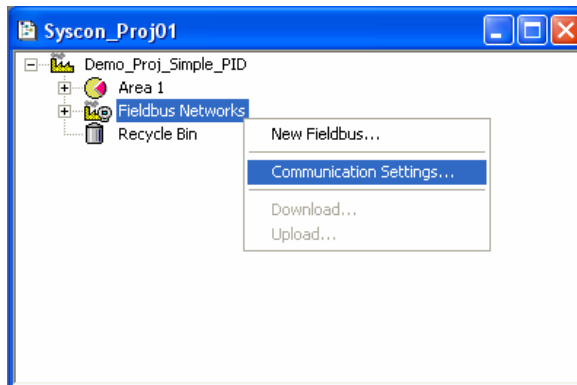 Syscon_Proj01
Demo_Proj_Simple_PID
Area 1
Fieldbus Networks
Recycle Bin
New Fieldbus...
Communication Settings...
Download...
Upload...